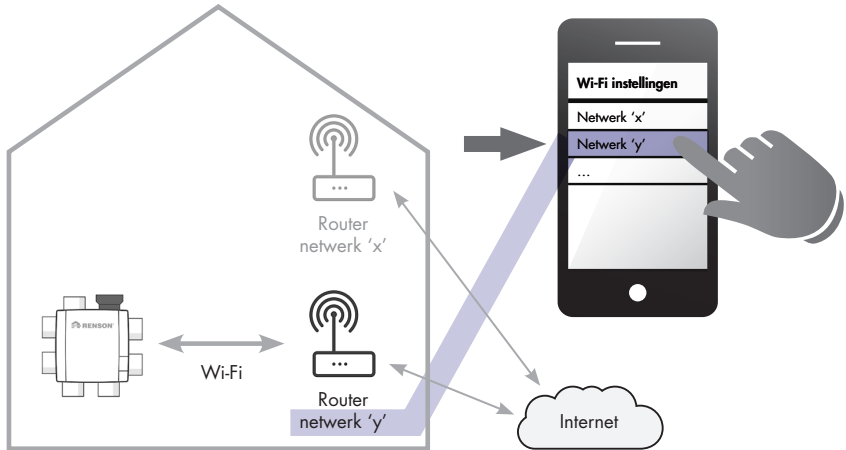 Wi-Fi instellingen
Netwerk ‘x’
Netwerk ‘y’
...
Router
netwerk ‘x’
RENSON
Wi-Fi
Router
netwerk ‘y’
Internet